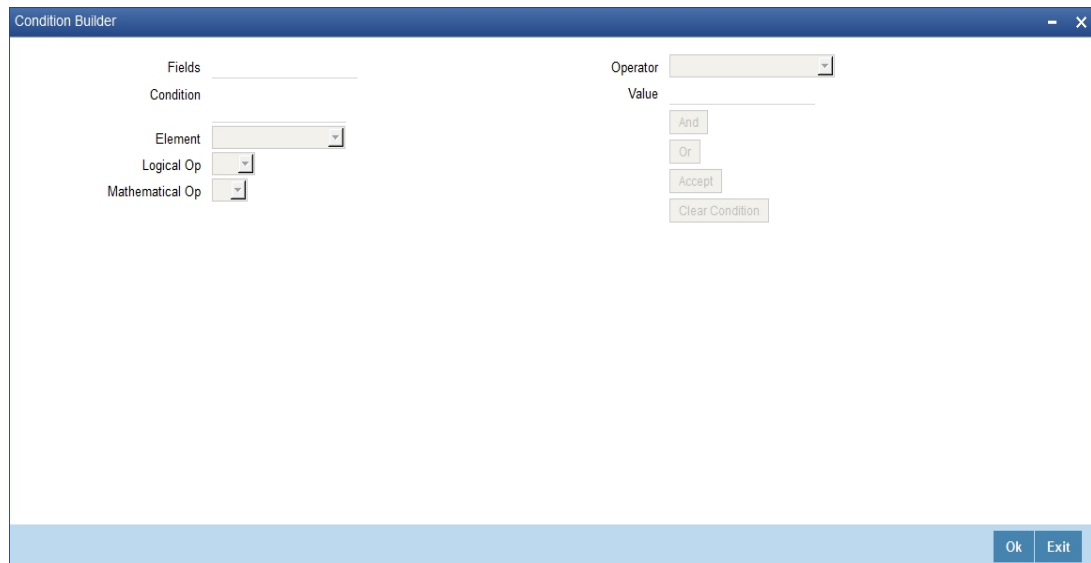 Condition Builder
Fields
Condition
Element
Logical Op
Mathematical Op
Operator
Value
And
Or
Accept
Clear Condition
Ok
Exit